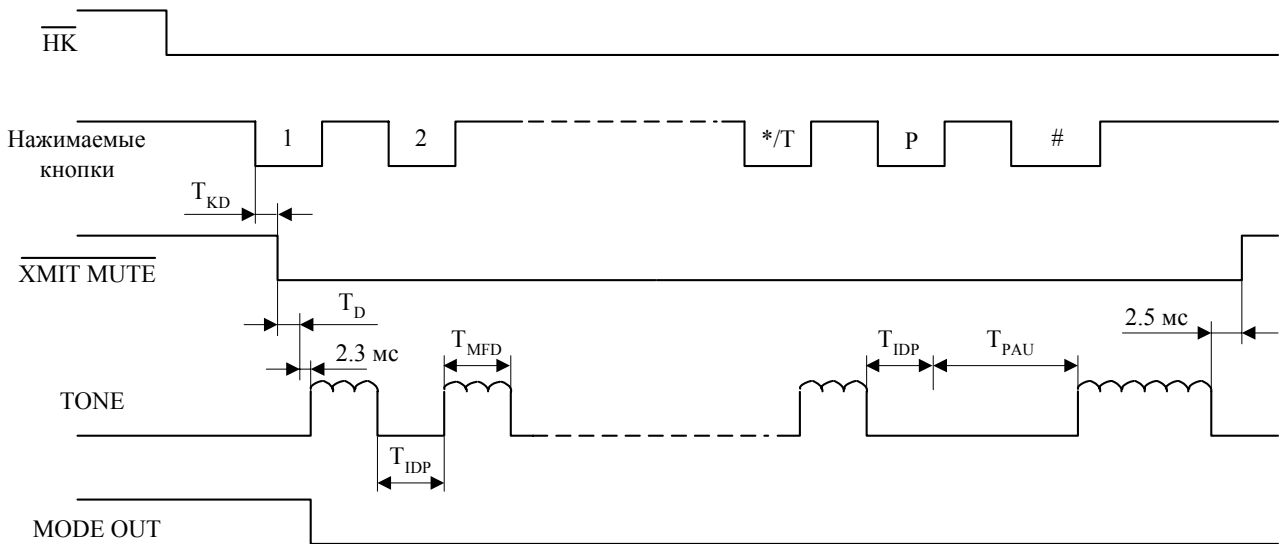 HK
Нажимаемые
кнопки
1
2
*/T
P
#
T_KD
XMIT MUTE
T_D
2.3 мс
T_MFD
T_IDP
T_PAU
2.5 мс
TONE
T_IDP
MODE OUT